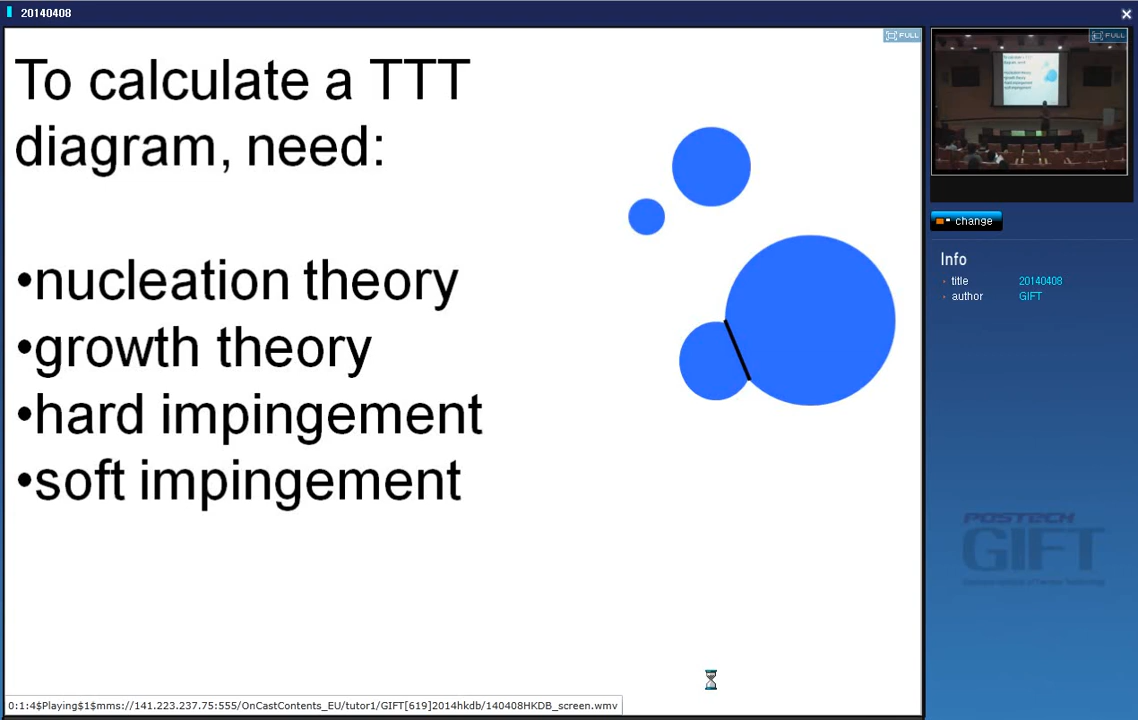 20140408
FULL
To calculate a TTT
diagram, need:
•nucleation theory
•growth theory
•hard impingement
•soft impingement
FULL
change
Info
title 20140408
author GIFT
POSTECH
GIFT
0:1:4$Playing$1$mms://141.223.237.75:555/OnCastContents_EU/tutor1/GIFT[619]2014hkdb/140408HKDB_screen.wmv